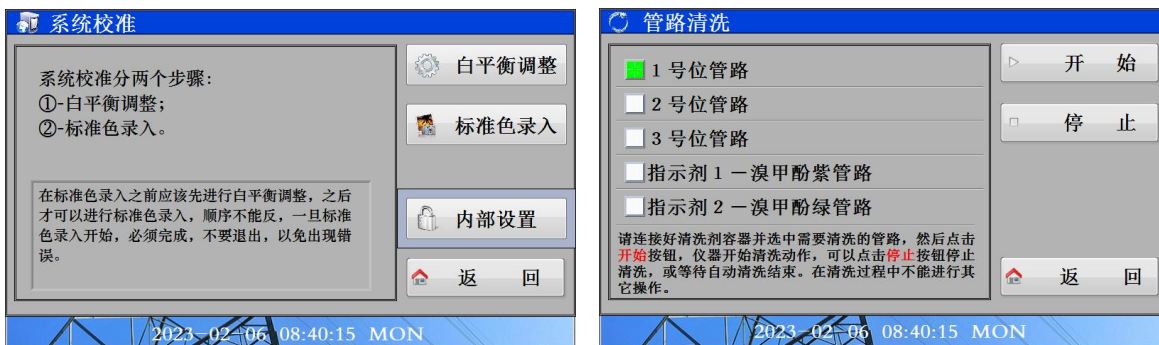 系统校准
系统校准分两个步骤:
①-白平衡调整;
②-标准色录入。
在标准色录入之前应该先进行白平衡调整，之后
才可以进行标准色录入，顺序不能反，一旦标准
色录入开始，必须完成，不要退出，以免出现错
误。
白平衡调整
标准色录入
内部设置
返 回
2023-02-06 08:40:15 MON
管路清洗
1 号位管路
2 号位管路
3 号位管路
指示剂 1 －溴甲酚紫管路
指示剂 2 －溴甲酚绿管路
请连接好清洗剂容器并选中需要清洗的管路，然后点击
开始按钮，仪器开始清洗动作，可以点击停止按钮停止
清洗，或等待自动清洗结束。在清洗过程中不能进行其
它操作。
开 始
停 止
返 回
2023-02-06 08:40:15 MON